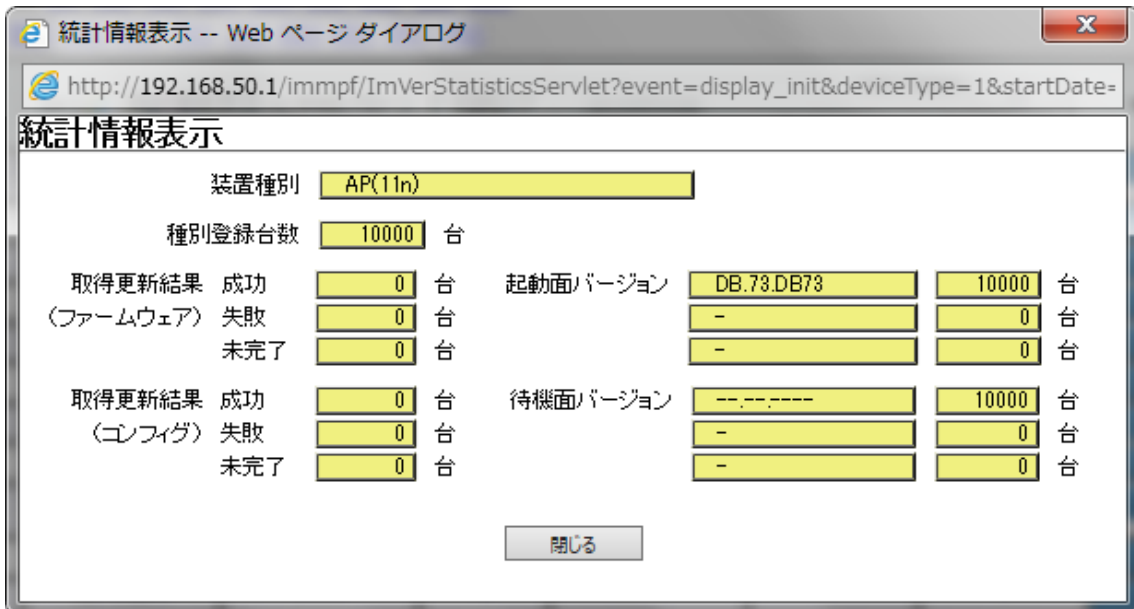 統計情報表示 -- Web ページ ダイアログ
http://192.168.50.1/immpf/ImVerStatisticsServlet?event=display_init&deviceType=1&startDate=
統計情報表示
装置種別 AP(11n)
種別登録台数 10000 台
取得更新結果 成功 0 台 起動面バージョン DB.73.DB73 10000 台
(ファームウェア) 失敗 0 台 - 0 台
未完了 0 台 - 0 台
取得更新結果 成功 0 台 待機面バージョン --.--.---- 10000 台
(コンフィグ) 失敗 0 台 - 0 台
未完了 0 台 - 0 台
閉じる